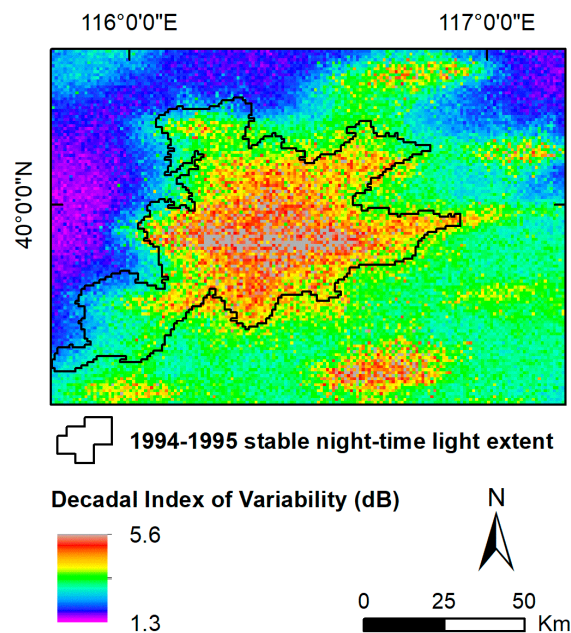 116°0'0"E 117°0'0"E
40°0'0"N
1994-1995 stable night-time light extent
Decadal Index of Variability (dB)
5.6
1.3
N
0 25 50
Km